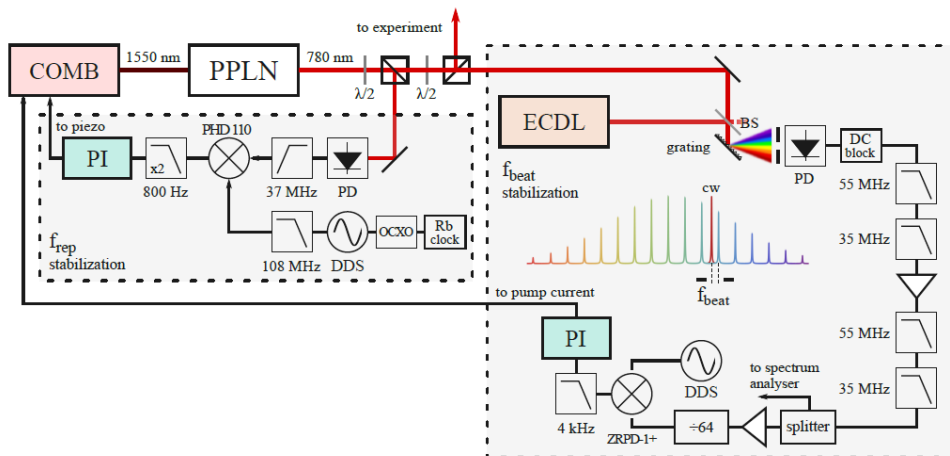 to experiment
COMB
1550 nm
PPLN
780 nm
λ/2
λ/2
to piezo
PHD110
PI
x2
800 Hz
37 MHz
PD
f_rep
stabilization
108 MHz
DDS
OCXO
Rb
clock
ECDL
BS
grating
PD
DC
block
f_beat
stabilization
cw
f_beat
55 MHz
35 MHz
55 MHz
35 MHz
to pump current
PI
4 kHz
ZRPD-1+
DDS
÷64
to spectrum
analyser
splitter